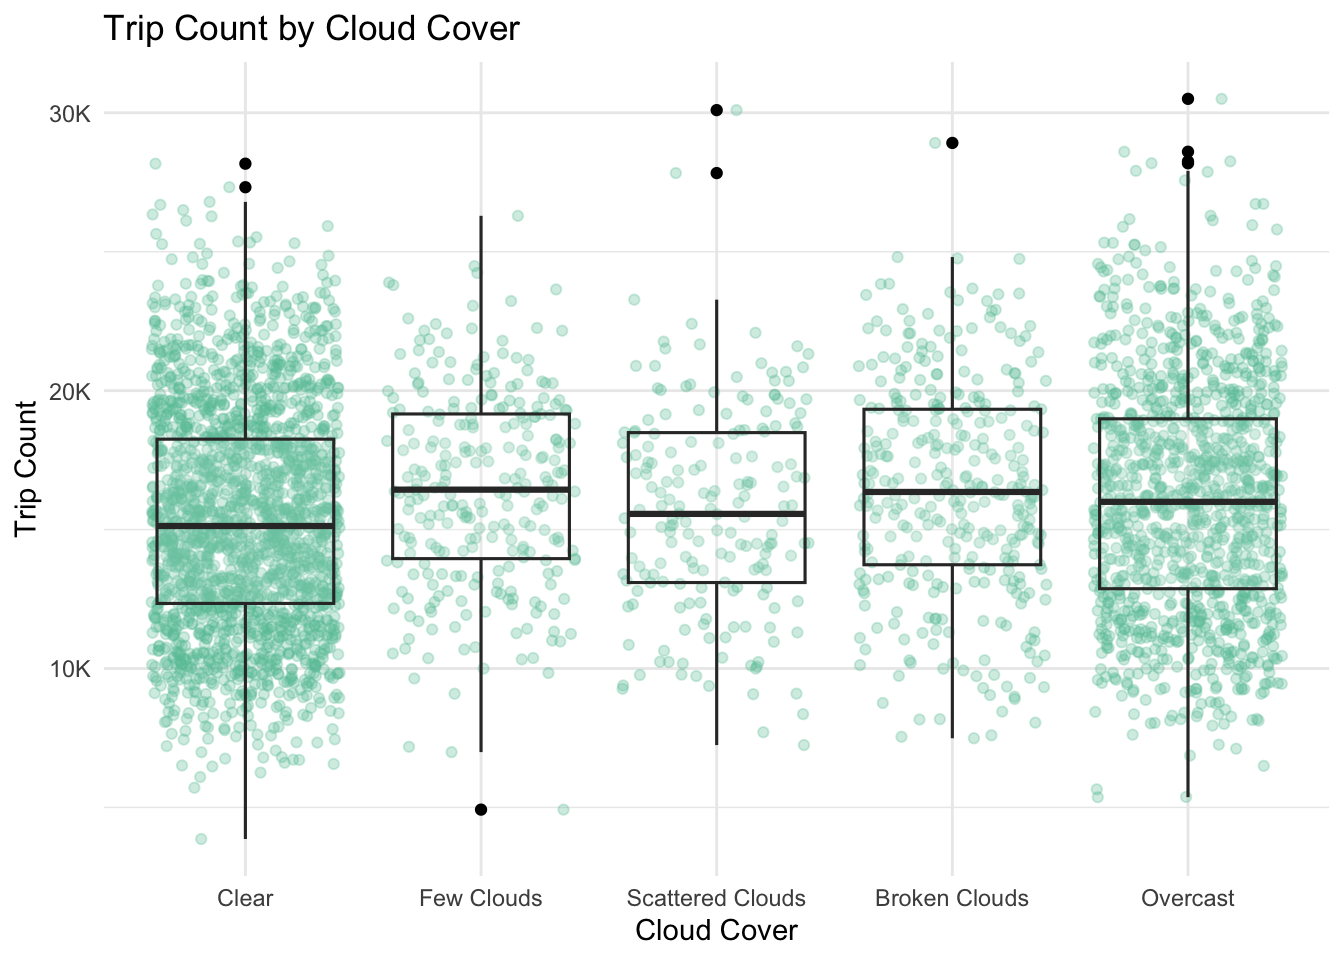 Trip Count by Cloud Cover
30K
20K
10K
Trip Count
Clear
Few Clouds
Scattered Clouds
Broken Clouds
Overcast
Cloud Cover